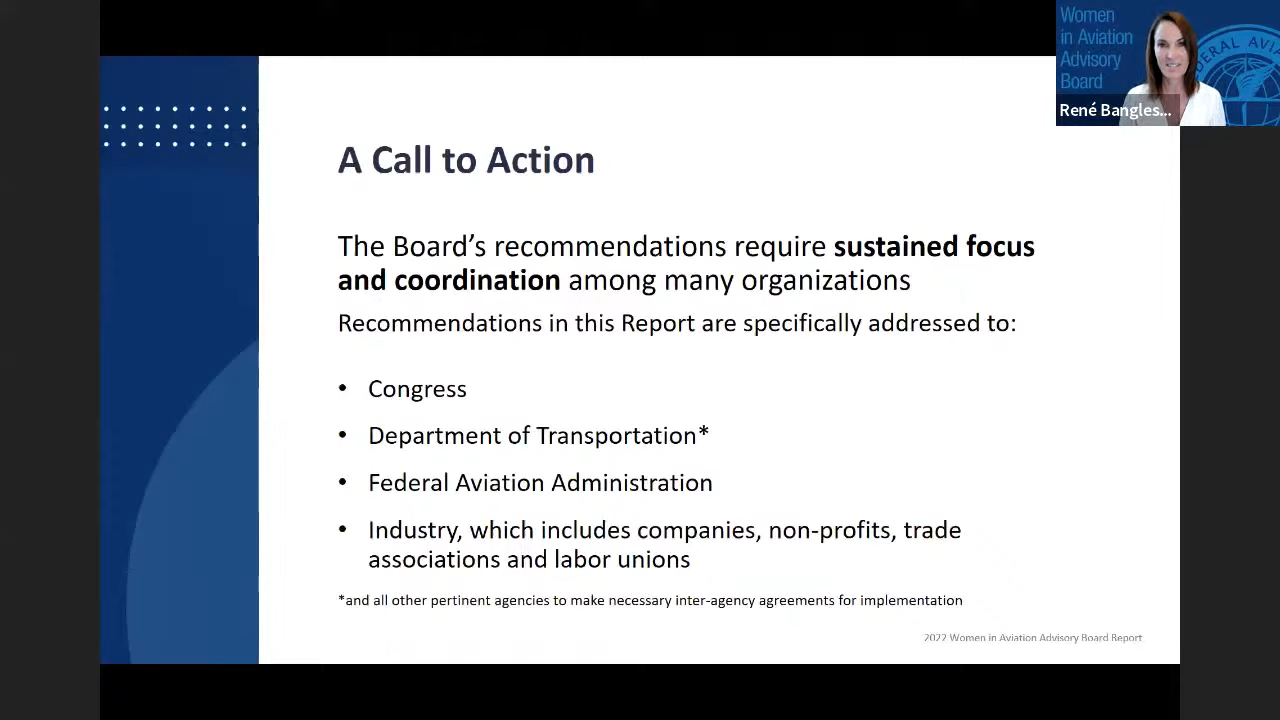 Women
in Aviation
Advisory
Board
ERAL AVIA
René Bangles...
A Call to Action
The Board’s recommendations require sustained focus
and coordination among many organizations
Recommendations in this Report are specifically addressed to:
• Congress
• Department of Transportation*
• Federal Aviation Administration
• Industry, which includes companies, non-profits, trade
associations and labor unions
*and all other pertinent agencies to make necessary inter-agency agreements for implementation
2022 Women in Aviation Advisory Board Report